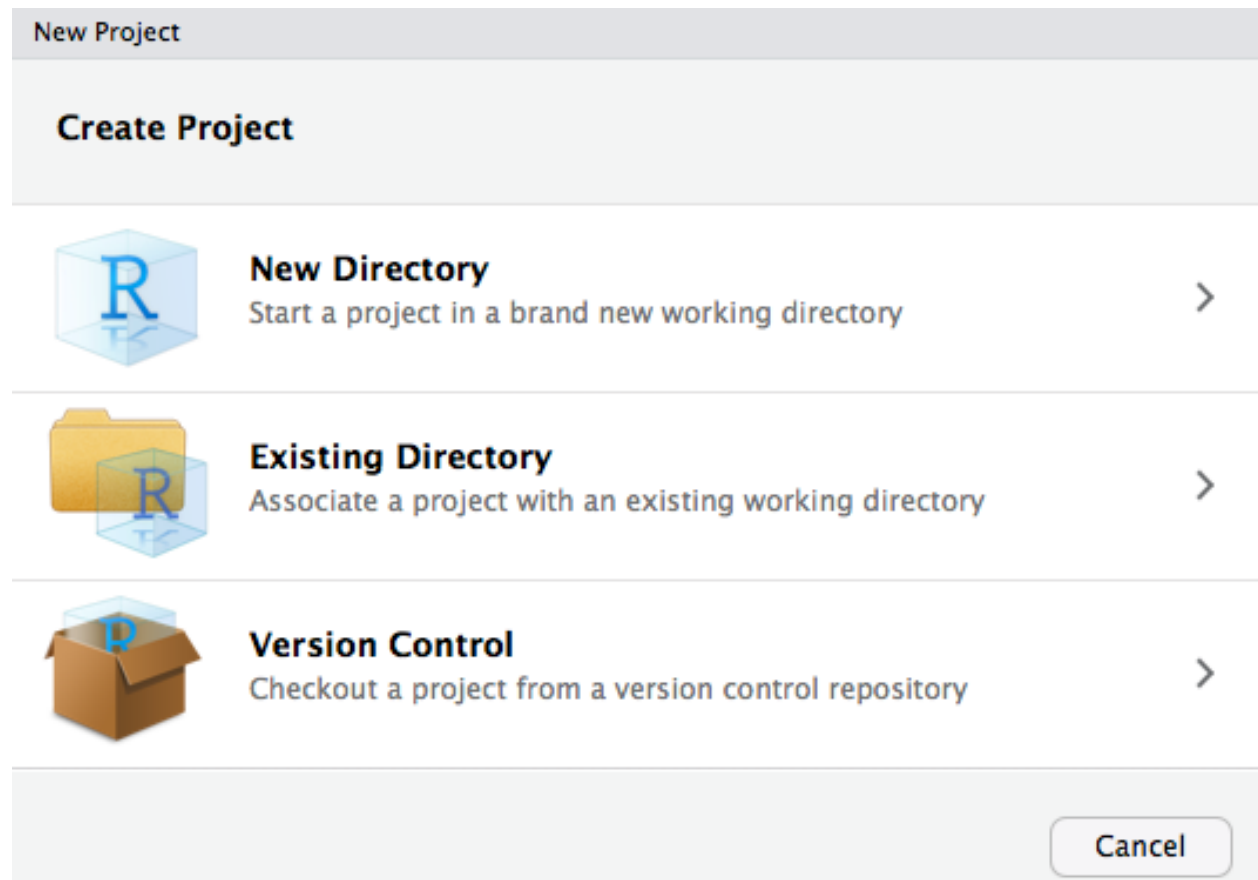 New Project
Create Project
R
New Directory
Start a project in a brand new working directory
R
Existing Directory
Associate a project with an existing working directory
R
Version Control
Checkout a project from a version control repository
Cancel